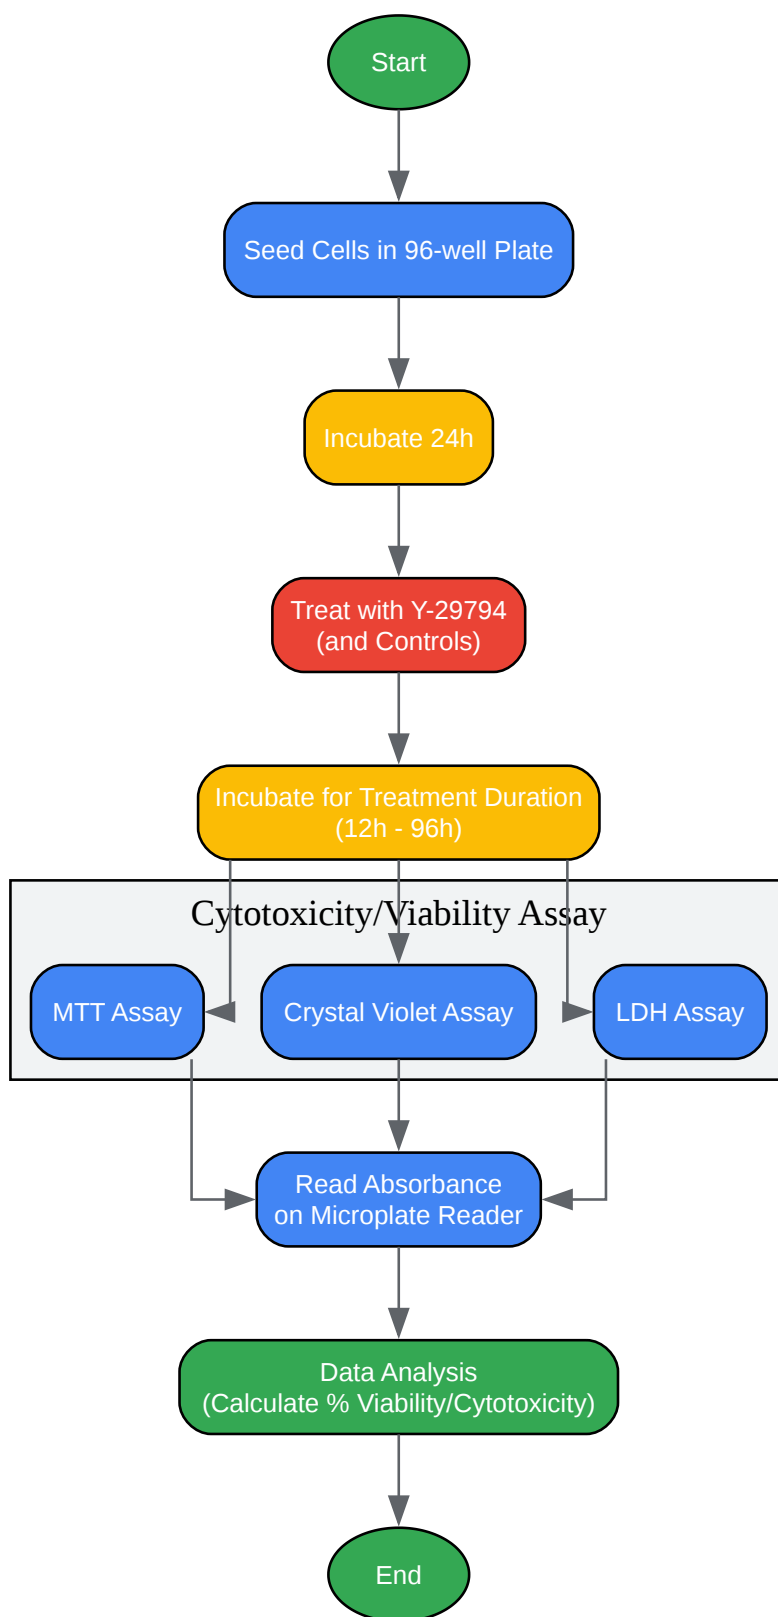 Start
Seed Cells in 96-well Plate
Incubate 24h
Treat with Y-29794
(and Controls)
Incubate for Treatment Duration
(12h - 96h)
Cytotoxicity/Viability Assay
MTT Assay
Crystal Violet Assay
LDH Assay
Read Absorbance
on Microplate Reader
Data Analysis
(Calculate % Viability/Cytotoxicity)
End